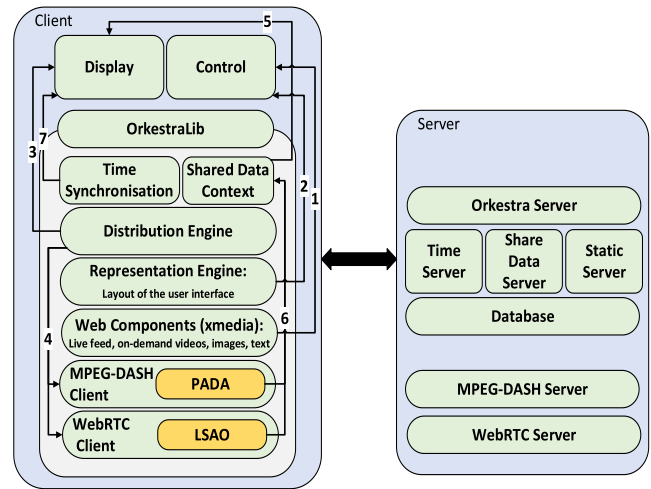 Client
5
Display
Control
OrkestraLib
7
3
Time
Synchronisation
Shared Data
Context
2
1
Distribution Engine
Representation Engine:
Layout of the user interface
Web Components (xmedia):
Live feed, on-demand videos, images, text
6
4
MPEG-DASH
Client
PADA
WebRTC
Client
LSAO
Server
Orkestra Server
Time
Server
Share
Data
Server
Static
Server
Database
MPEG-DASH Server
WebRTC Server